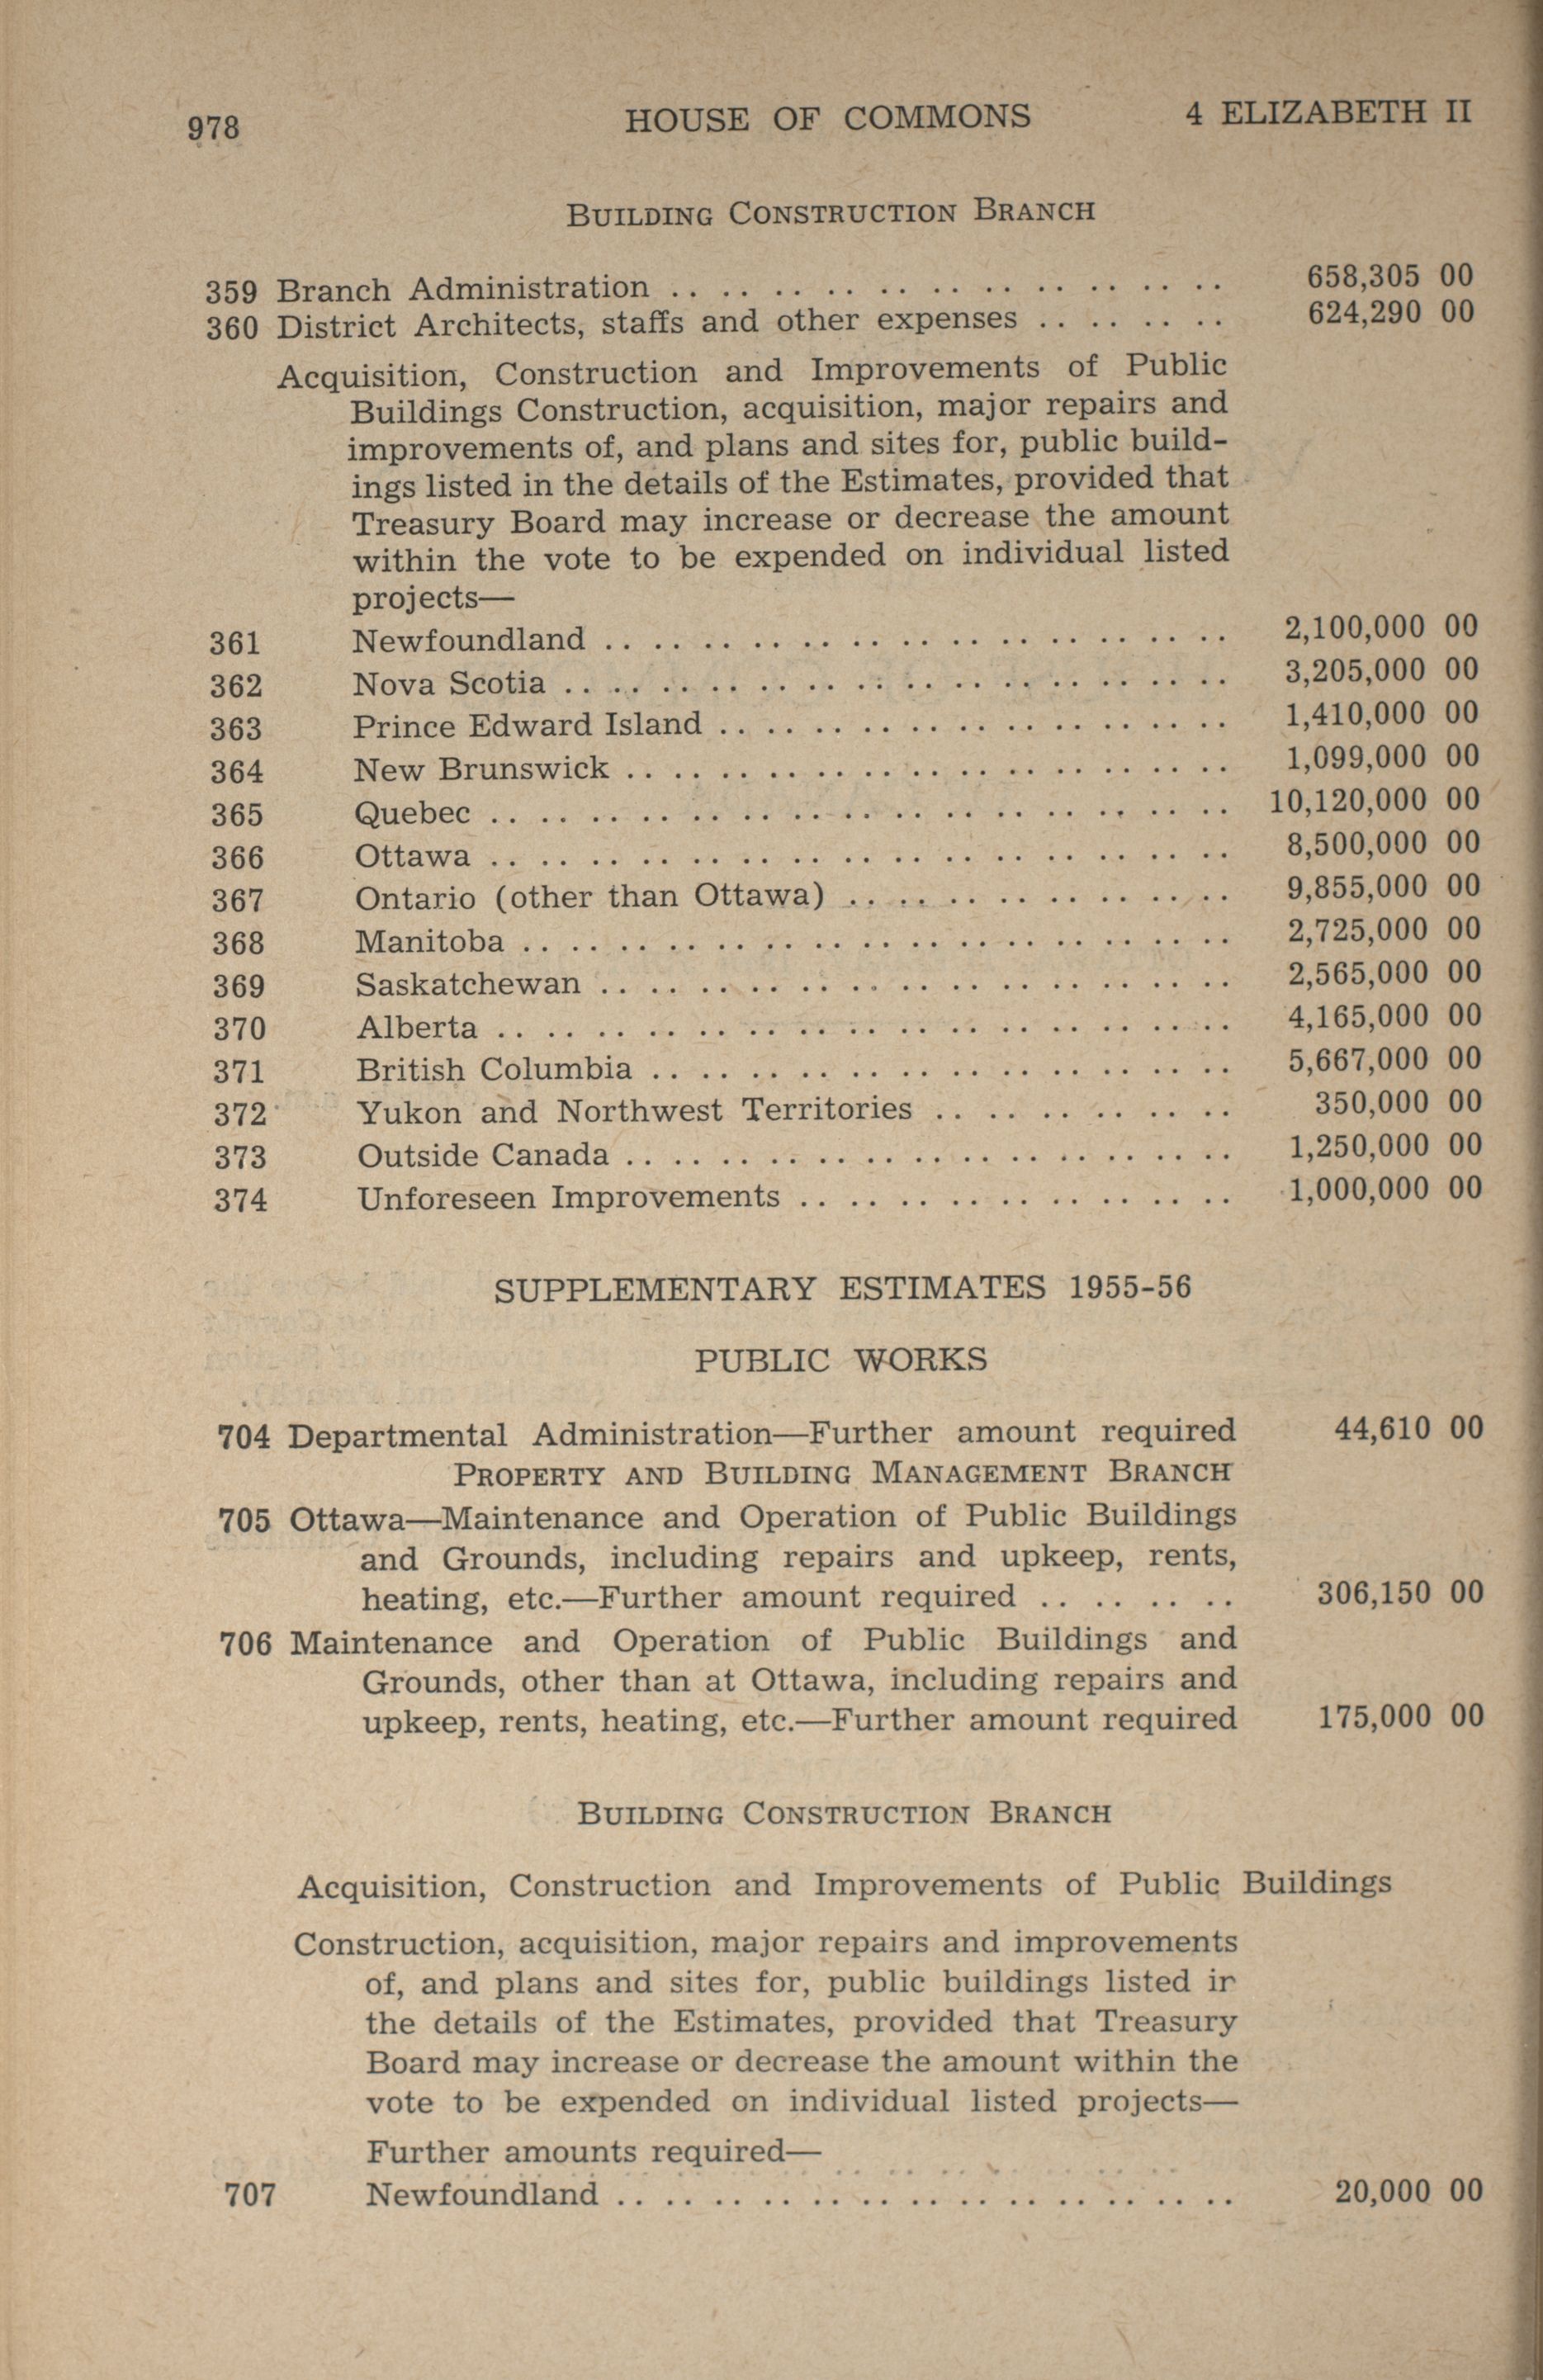 978 HOUSE OF COMMONS 4 ELIZABETH II
BUILDING CONSTRUCTION BRANCH
359 Branch Administration . . . . . . . . . . . . . . . . . . . . . . 658,305 00
360 District Architects, staffs and other expenses . . . . . . . . 624,290 00
Acquisition, Construction and Improvements of Public
Buildings Construction, acquisition, major repairs and
improvements of, and plans and sites for, public build-
ings listed in the details of the Estimates, provided that
Treasury Board may increase or decrease the amount
within the vote to be expended on individual listed
projects—
361 Newfoundland . . . . . . . . . . . . . . . . . . . . . . . . 2,100,000 00
362 Nova Scotia . . . . . . . . . . . . . . . . . . . . . . . . . . 3,205,000 00
363 Prince Edward Island . . . . . . . . . . . . . . . . . . . . 1,410,000 00
364 New Brunswick . . . . . . . . . . . . . . . . . . . . . . . . 1,099,000 00
365 Quebec . . . . . . . . . . . . . . . . . . . . . . . . . . . . . . 10,120,000 00
366 Ottawa . . . . . . . . . . . . . . . . . . . . . . . . . . . . . . 8,500,000 00
367 Ontario (other than Ottawa) . . . . . . . . . . . . . . . . 9,855,000 00
368 Manitoba . . . . . . . . . . . . . . . . . . . . . . . . . . . . 2,725,000 00
369 Saskatchewan . . . . . . . . . . . . . . . . . . . . . . . . . . 2,565,000 00
370 Alberta . . . . . . . . . . . . . . . . . . . . . . . . . . . . . . 4,165,000 00
371 British Columbia . . . . . . . . . . . . . . . . . . . . . . . . 5,667,000 00
372 Yukon and Northwest Territories . . . . . . . . . . . . 350,000 00
373 Outside Canada . . . . . . . . . . . . . . . . . . . . . . . . 1,250,000 00
374 Unforeseen Improvements . . . . . . . . . . . . . . . . . . 1,000,000 00
SUPPLEMENTARY ESTIMATES 1955-56
PUBLIC WORKS
704 Departmental Administration—Further amount required 44,610 00
PROPERTY AND BUILDING MANAGEMENT BRANCH
705 Ottawa—Maintenance and Operation of Public Buildings
and Grounds, including repairs and upkeep, rents,
heating, etc.—Further amount required . . . . . . . . 306,150 00
706 Maintenance and Operation of Public Buildings and
Grounds, other than at Ottawa, including repairs and
upkeep, rents, heating, etc.—Further amount required 175,000 00
BUILDING CONSTRUCTION BRANCH
Acquisition, Construction and Improvements of Public Buildings
Construction, acquisition, major repairs and improvements
of, and plans and sites for, public buildings listed in
the details of the Estimates, provided that Treasury
Board may increase or decrease the amount within the
vote to be expended on individual listed projects—
Further amounts required—
707 Newfoundland . . . . . . . . . . . . . . . . . . . . . . . . . . 20,000 00